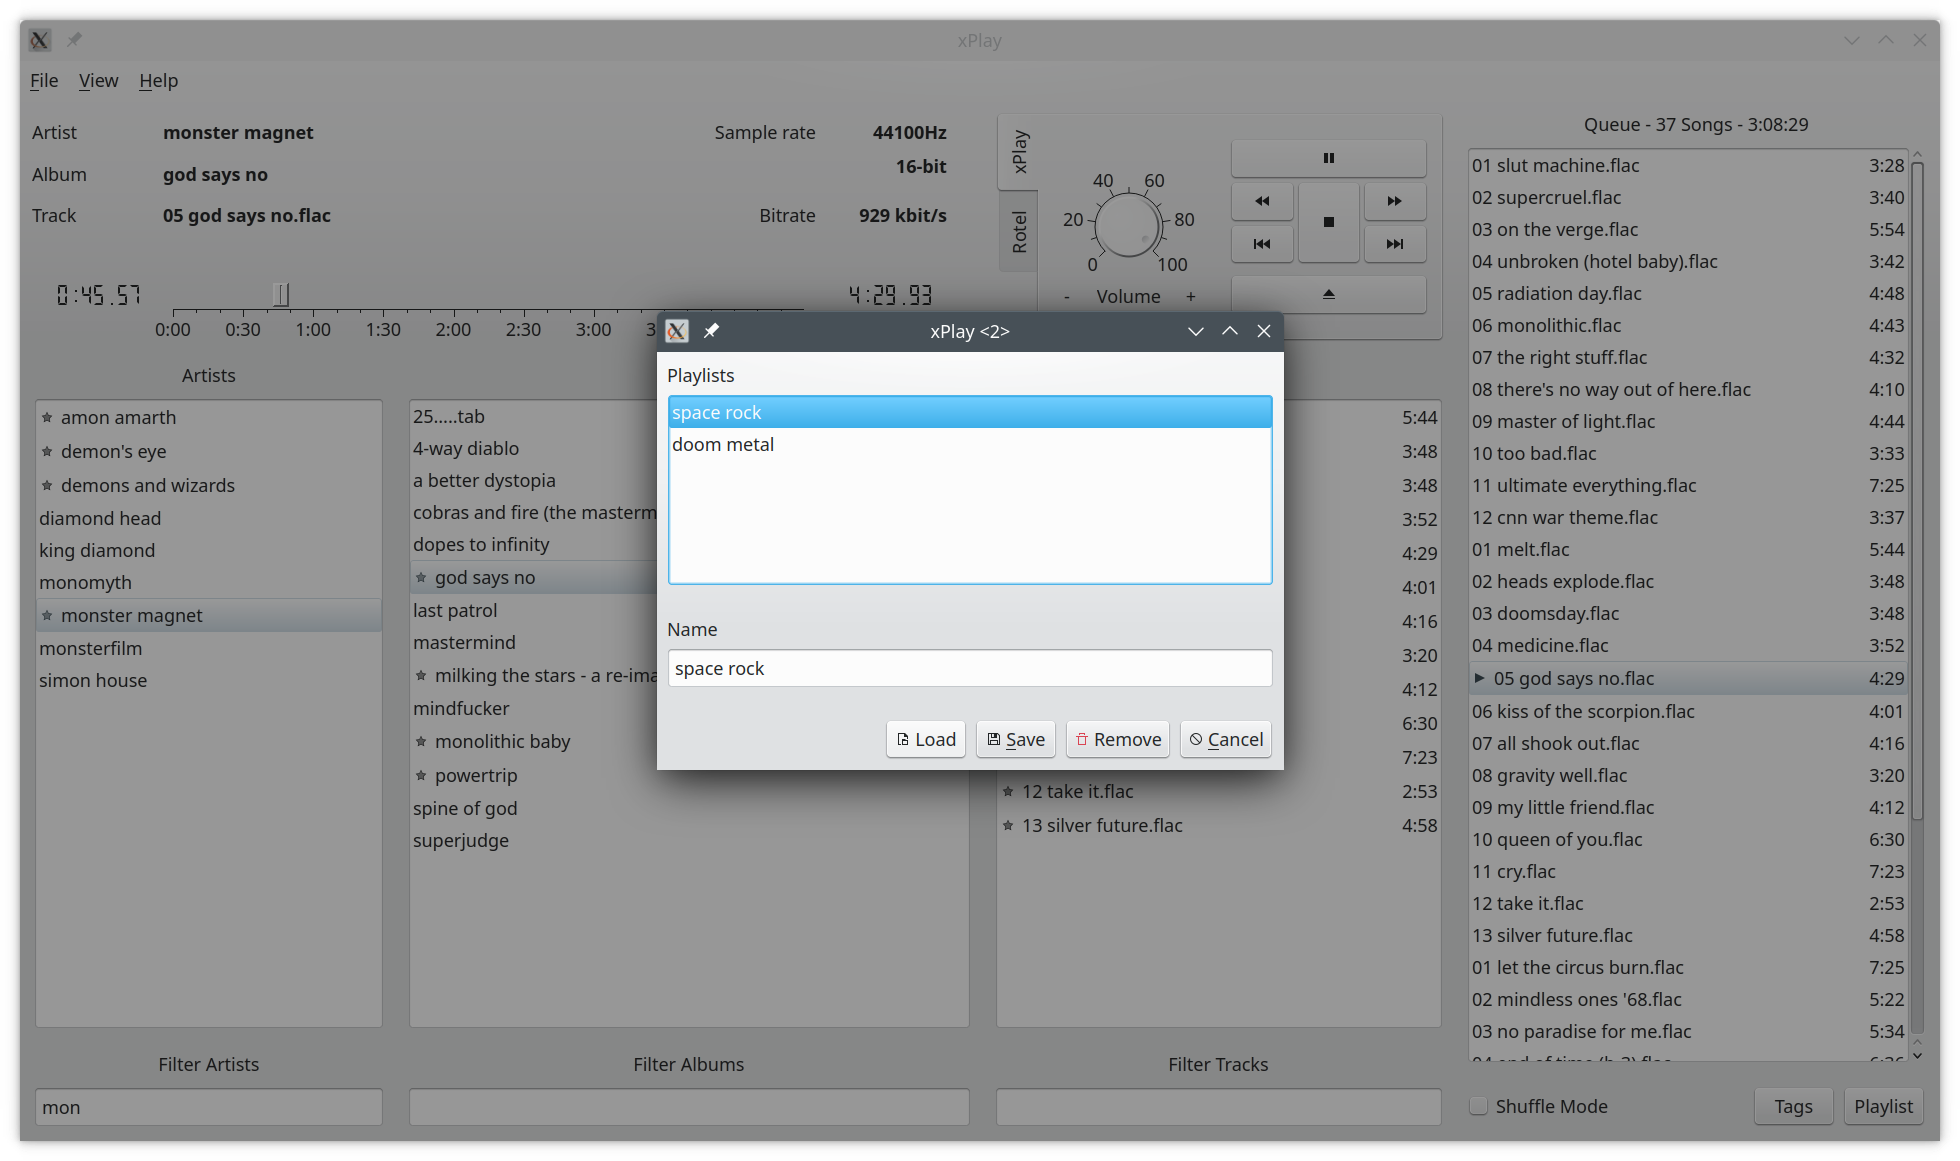 xPlay
File View Help
Artist monster magnet
Album god says no
Track 05 god says no.flac
Sample rate 44100Hz
16-bit
Bitrate 929 kbit/s
0:45.57
4:29.93
0:00 0:30 1:00 1:30 2:00 2:30 3:00
xPlay
Rotel
0 20 40 60 80 100
- Volume +
Artists
amon amarth
demon's eye
demons and wizards
diamond head
king diamond
monomyth
monster magnet
monsterfilm
simon house
Filter Artists
mon
25.....tab
4-way diablo
a better dystopia
cobras and fire (the masterm
dopes to infinity
god says no
last patrol
mastermind
milking the stars - a re-ima
mindfucker
monolithic baby
powertrip
spine of god
superjudge
Filter Albums
xPlay <2>
Playlists
space rock
doom metal
Name
space rock
Load Save Remove Cancel
5:44
3:48
3:48
3:52
4:29
4:01
4:16
3:20
4:12
6:30
7:23
12 take it.flac 2:53
13 silver future.flac 4:58
Filter Tracks
Queue - 37 Songs - 3:08:29
01 slut machine.flac 3:28
02 supercruel.flac 3:40
03 on the verge.flac 5:54
04 unbroken (hotel baby).flac 3:42
05 radiation day.flac 4:48
06 monolithic.flac 4:43
07 the right stuff.flac 4:32
08 there's no way out of here.flac 4:10
09 master of light.flac 4:44
10 too bad.flac 3:33
11 ultimate everything.flac 7:25
12 cnn war theme.flac 3:37
01 melt.flac 5:44
02 heads explode.flac 3:48
03 doomsday.flac 3:48
04 medicine.flac 3:52
05 god says no.flac 4:29
06 kiss of the scorpion.flac 4:01
07 all shook out.flac 4:16
08 gravity well.flac 3:20
09 my little friend.flac 4:12
10 queen of you.flac 6:30
11 cry.flac 7:23
12 take it.flac 2:53
13 silver future.flac 4:58
01 let the circus burn.flac 7:25
02 mindless ones '68.flac 5:22
03 no paradise for me.flac 5:34
Shuffle Mode
Tags Playlist